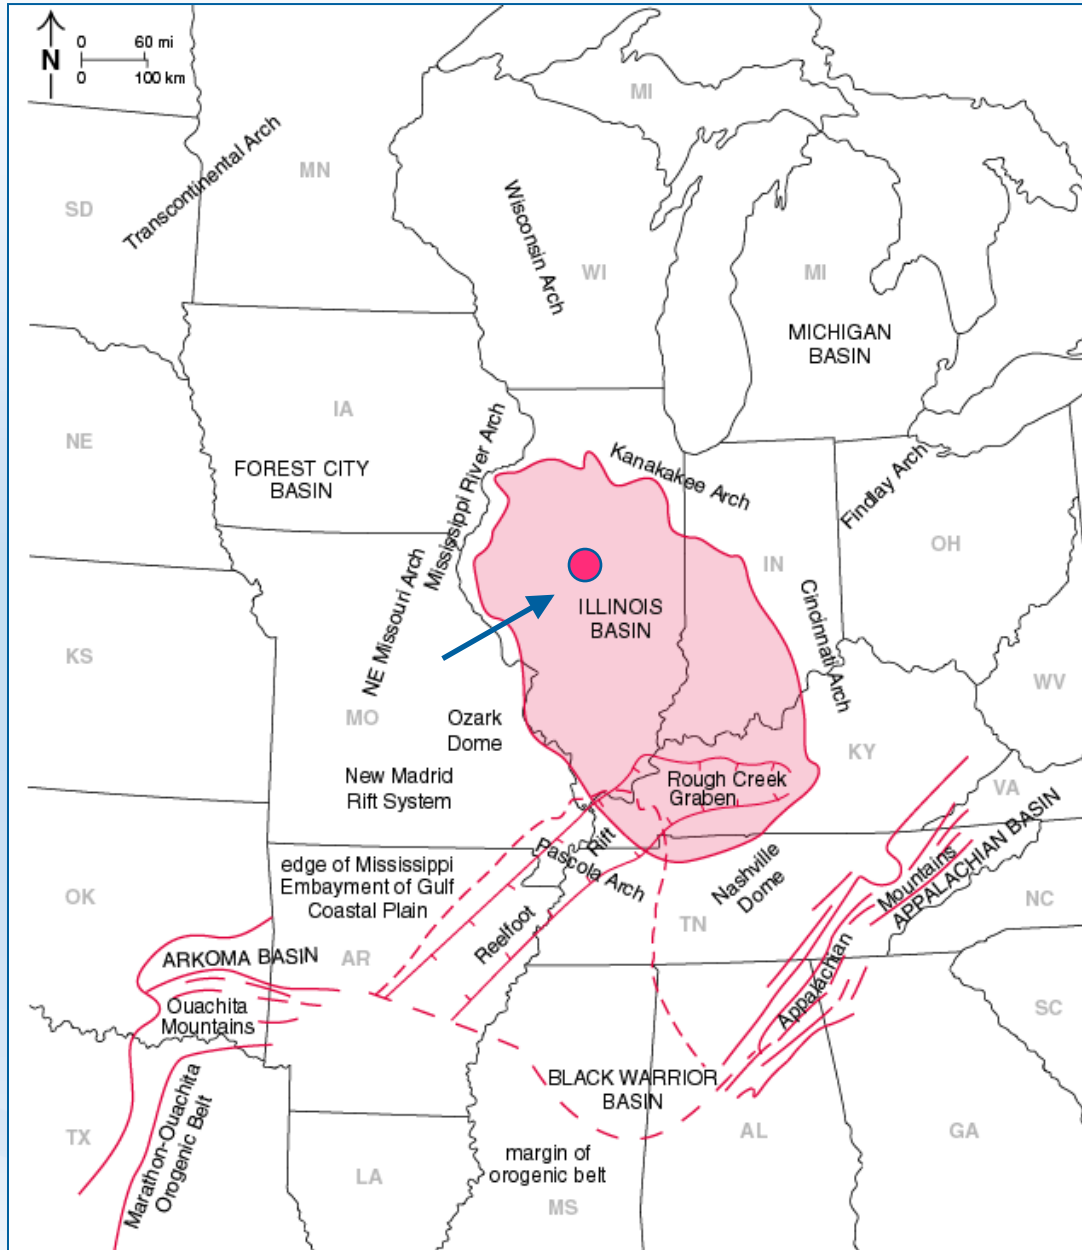 0 60 mi
N
0 100 km
MI
MN
Transcontinental Arch
SD
Wisconsin Arch
WI
MI
MICHIGAN
BASIN
IA
NE
FOREST CITY
BASIN
Mississippi River Arch
Kanakakee Arch
Findlay Arch
OH
IN
ILLINOIS
BASIN
NE Missouri Arch
Cincinnati Arch
KS
WV
MO
Ozark
Dome
KY
New Madrid
Rift System
Rough Creek
Graben
VA
Rift
Pascola Arch
edge of Mississippi
Embayment of Gulf
Coastal Plain
Nashville
Dome
Mountains
APPALACHIAN BASIN
OK
NC
TN
Reelfoot
ARKOMA BASIN
AR
Appalachian
Ouachita
Mountains
SC
BLACK WARRIOR
BASIN
Marathon-Ouachita
Orogenic Belt
TX
AL
GA
margin of
orogenic belt
LA
MS